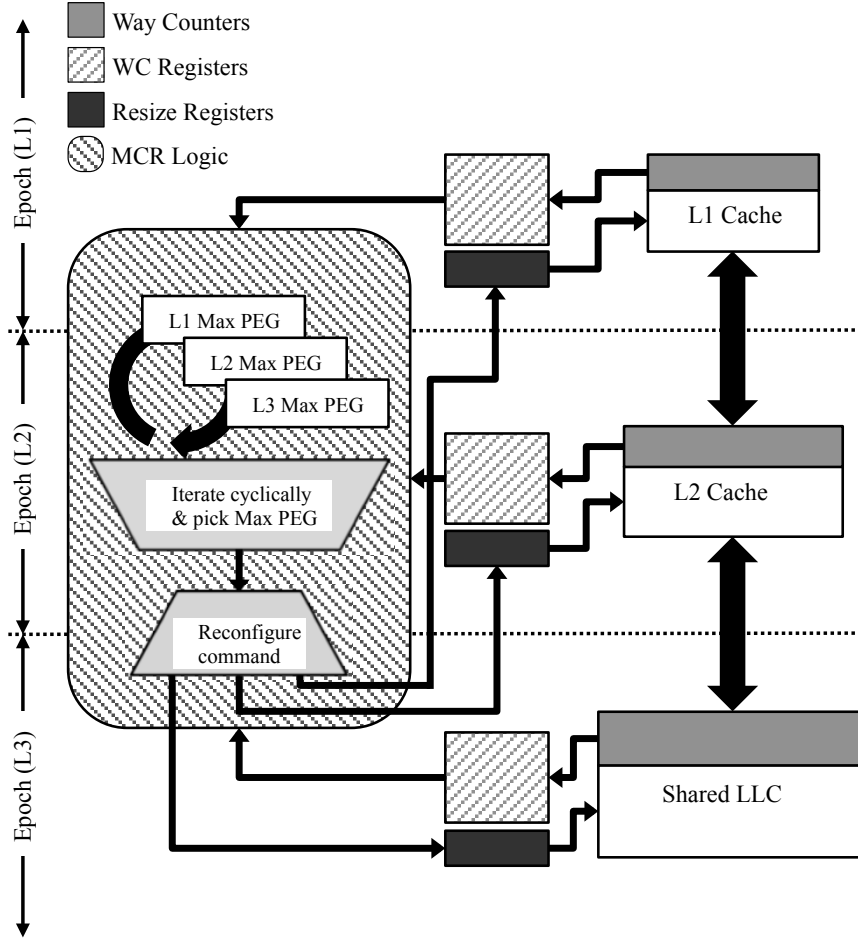 Way Counters
WC Registers
Resize Registers
MCR Logic
Epoch (L1)
Epoch (L2)
Epoch (L3)
L1 Max PEG
L2 Max PEG
L3 Max PEG
Iterate cyclically
& pick Max PEG
Reconfigure
command
L1 Cache
L2 Cache
Shared LLC